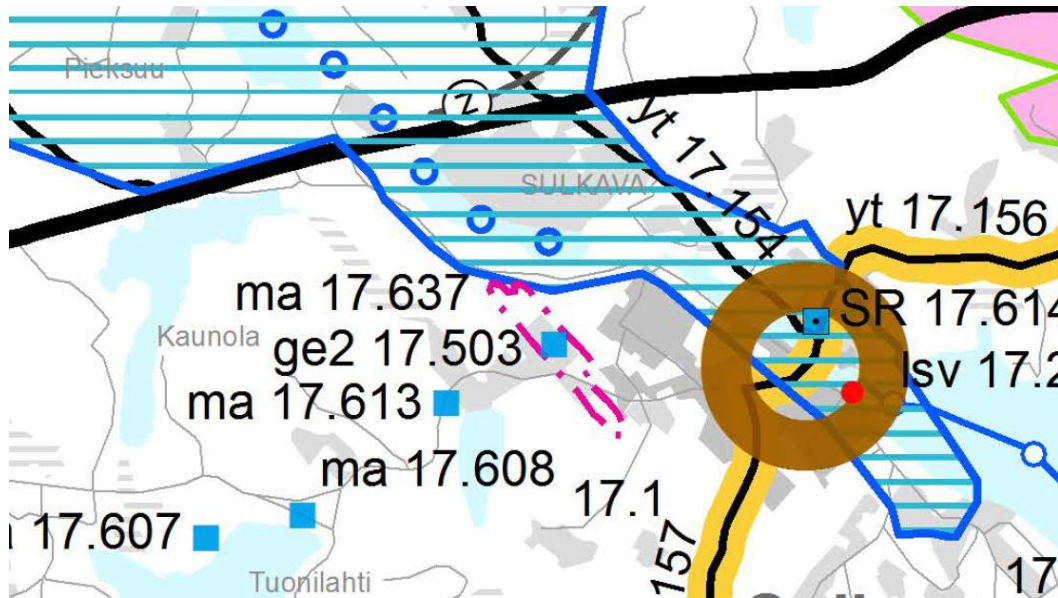 Pieksuu
Z
yt 17.154
SULKAVA
yt 17.156
ma 17.637
SR 17.614
Kaunola
ge2 17.503
lsv 17.2
ma 17.613
ma 17.608
17.1
17.607
157
Tuonilahti
17